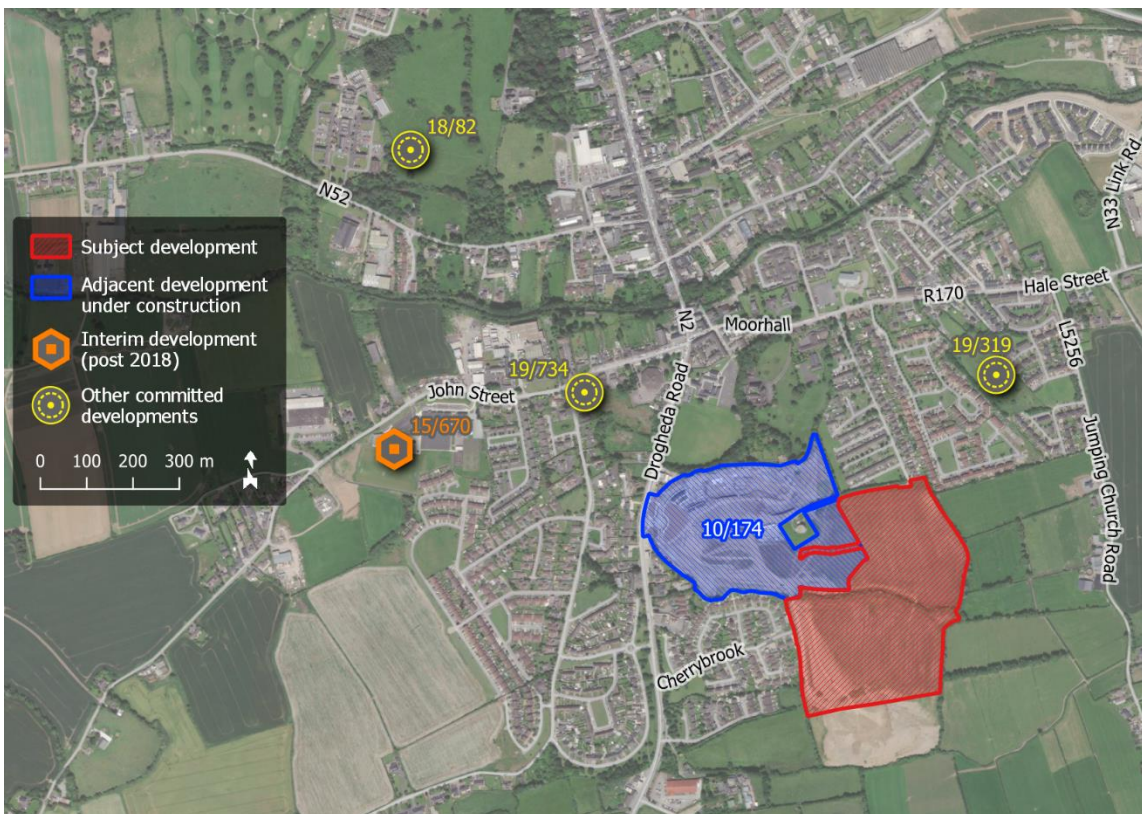 18/82
N52
N33 Link Rd.
Subject development
Adjacent development
under construction
Interim development
(post 2018)
Other committed
developments
0 100 200 300 m
N2
Moorhall
R170
Hale Street
L5256
19/319
19/734
John Street
15/670
Drogheda Road
Jumping Church Road
10/174
Cherrybrook